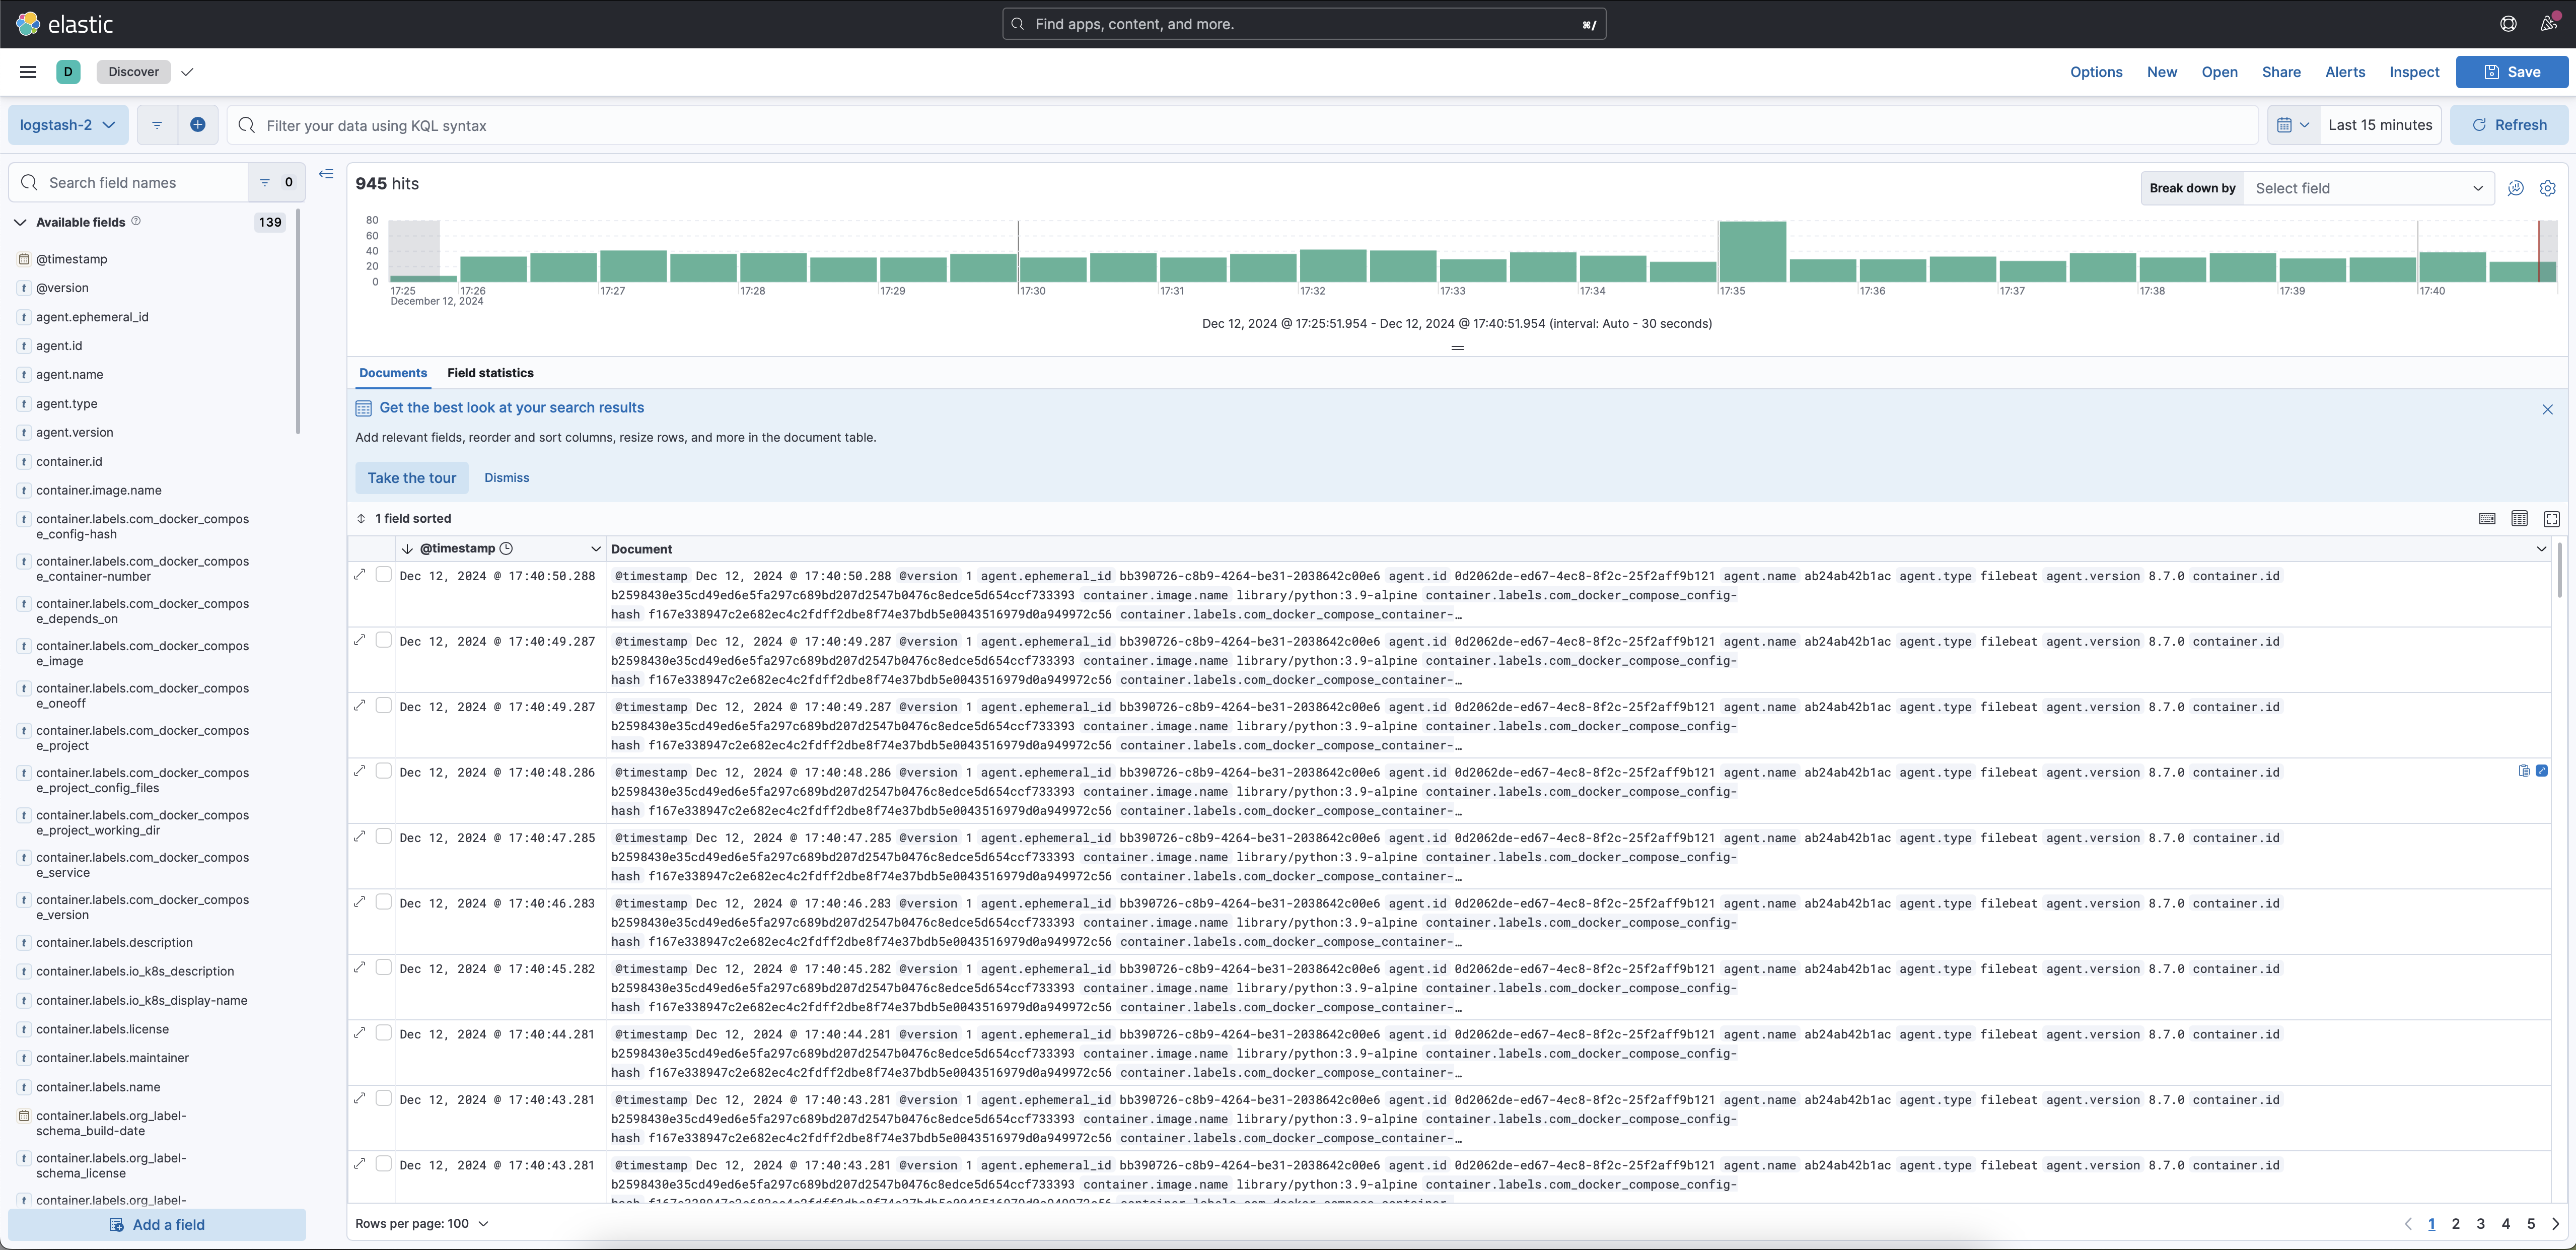 elastic
Find apps, content, and more.
⌘/
D
Discover
Options New Open Share Alerts Inspect Save
logstash-2
Filter your data using KQL syntax
Last 15 minutes
Refresh
Search field names
0
Available fields
139
@timestamp
t @version
t agent.ephemeral_id
t agent.id
t agent.name
t agent.type
t agent.version
t container.id
t container.image.name
t container.labels.com_docker_compos
e_config-hash
t container.labels.com_docker_compos
e_container-number
t container.labels.com_docker_compos
e_depends_on
t container.labels.com_docker_compos
e_image
t container.labels.com_docker_compos
e_oneoff
t container.labels.com_docker_compos
e_project
t container.labels.com_docker_compos
e_project_config_files
t container.labels.com_docker_compos
e_project_working_dir
t container.labels.com_docker_compos
e_service
t container.labels.com_docker_compos
e_version
t container.labels.description
t container.labels.io_k8s_description
t container.labels.io_k8s_display-name
t container.labels.license
t container.labels.maintainer
t container.labels.name
container.labels.org_label-
schema_build-date
t container.labels.org_label-
schema_license
t container.labels.org_label-
Add a field
945 hits
Break down by Select field
80
60
40
20
0
17:25 17:26 17:27 17:28 17:29 17:30 17:31 17:32 17:33 17:34 17:35 17:36 17:37 17:38 17:39 17:40
December 12, 2024
Dec 12, 2024 @ 17:25:51.954 - Dec 12, 2024 @ 17:40:51.954 (interval: Auto - 30 seconds)
Documents Field statistics
Get the best look at your search results
Add relevant fields, reorder and sort columns, resize rows, and more in the document table.
Take the tour Dismiss
1 field sorted
@timestamp Document
Dec 12, 2024 @ 17:40:50.288 @timestamp Dec 12, 2024 @ 17:40:50.288 @version 1 agent.ephemeral_id bb390726-c8b9-4264-be31-2038642c00e6 agent.id 0d2062de-ed67-4ec8-8f2c-25f2aff9b121 agent.name ab24ab42b1ac agent.type filebeat agent.version 8.7.0 container.id
b2598430e35cd49ed6e5fa297c689bd207d2547b0476c8edce5d654ccf733393 container.image.name library/python:3.9-alpine container.labels.com_docker_compose_config-
hash f167e338947c2e682ec4c2fdff2dbe8f74e37bdb5e0043516979d0a949972c56 container.labels.com_docker_compose_container-…
Dec 12, 2024 @ 17:40:49.287 @timestamp Dec 12, 2024 @ 17:40:49.287 @version 1 agent.ephemeral_id bb390726-c8b9-4264-be31-2038642c00e6 agent.id 0d2062de-ed67-4ec8-8f2c-25f2aff9b121 agent.name ab24ab42b1ac agent.type filebeat agent.version 8.7.0 container.id
b2598430e35cd49ed6e5fa297c689bd207d2547b0476c8edce5d654ccf733393 container.image.name library/python:3.9-alpine container.labels.com_docker_compose_config-
hash f167e338947c2e682ec4c2fdff2dbe8f74e37bdb5e0043516979d0a949972c56 container.labels.com_docker_compose_container-…
Dec 12, 2024 @ 17:40:49.287 @timestamp Dec 12, 2024 @ 17:40:49.287 @version 1 agent.ephemeral_id bb390726-c8b9-4264-be31-2038642c00e6 agent.id 0d2062de-ed67-4ec8-8f2c-25f2aff9b121 agent.name ab24ab42b1ac agent.type filebeat agent.version 8.7.0 container.id
b2598430e35cd49ed6e5fa297c689bd207d2547b0476c8edce5d654ccf733393 container.image.name library/python:3.9-alpine container.labels.com_docker_compose_config-
hash f167e338947c2e682ec4c2fdff2dbe8f74e37bdb5e0043516979d0a949972c56 container.labels.com_docker_compose_container-…
Dec 12, 2024 @ 17:40:48.286 @timestamp Dec 12, 2024 @ 17:40:48.286 @version 1 agent.ephemeral_id bb390726-c8b9-4264-be31-2038642c00e6 agent.id 0d2062de-ed67-4ec8-8f2c-25f2aff9b121 agent.name ab24ab42b1ac agent.type filebeat agent.version 8.7.0 container.id
b2598430e35cd49ed6e5fa297c689bd207d2547b0476c8edce5d654ccf733393 container.image.name library/python:3.9-alpine container.labels.com_docker_compose_config-
hash f167e338947c2e682ec4c2fdff2dbe8f74e37bdb5e0043516979d0a949972c56 container.labels.com_docker_compose_container-…
Dec 12, 2024 @ 17:40:47.285 @timestamp Dec 12, 2024 @ 17:40:47.285 @version 1 agent.ephemeral_id bb390726-c8b9-4264-be31-2038642c00e6 agent.id 0d2062de-ed67-4ec8-8f2c-25f2aff9b121 agent.name ab24ab42b1ac agent.type filebeat agent.version 8.7.0 container.id
b2598430e35cd49ed6e5fa297c689bd207d2547b0476c8edce5d654ccf733393 container.image.name library/python:3.9-alpine container.labels.com_docker_compose_config-
hash f167e338947c2e682ec4c2fdff2dbe8f74e37bdb5e0043516979d0a949972c56 container.labels.com_docker_compose_container-…
Dec 12, 2024 @ 17:40:46.283 @timestamp Dec 12, 2024 @ 17:40:46.283 @version 1 agent.ephemeral_id bb390726-c8b9-4264-be31-2038642c00e6 agent.id 0d2062de-ed67-4ec8-8f2c-25f2aff9b121 agent.name ab24ab42b1ac agent.type filebeat agent.version 8.7.0 container.id
b2598430e35cd49ed6e5fa297c689bd207d2547b0476c8edce5d654ccf733393 container.image.name library/python:3.9-alpine container.labels.com_docker_compose_config-
hash f167e338947c2e682ec4c2fdff2dbe8f74e37bdb5e0043516979d0a949972c56 container.labels.com_docker_compose_container-…
Dec 12, 2024 @ 17:40:45.282 @timestamp Dec 12, 2024 @ 17:40:45.282 @version 1 agent.ephemeral_id bb390726-c8b9-4264-be31-2038642c00e6 agent.id 0d2062de-ed67-4ec8-8f2c-25f2aff9b121 agent.name ab24ab42b1ac agent.type filebeat agent.version 8.7.0 container.id
b2598430e35cd49ed6e5fa297c689bd207d2547b0476c8edce5d654ccf733393 container.image.name library/python:3.9-alpine container.labels.com_docker_compose_config-
hash f167e338947c2e682ec4c2fdff2dbe8f74e37bdb5e0043516979d0a949972c56 container.labels.com_docker_compose_container-…
Dec 12, 2024 @ 17:40:44.281 @timestamp Dec 12, 2024 @ 17:40:44.281 @version 1 agent.ephemeral_id bb390726-c8b9-4264-be31-2038642c00e6 agent.id 0d2062de-ed67-4ec8-8f2c-25f2aff9b121 agent.name ab24ab42b1ac agent.type filebeat agent.version 8.7.0 container.id
b2598430e35cd49ed6e5fa297c689bd207d2547b0476c8edce5d654ccf733393 container.image.name library/python:3.9-alpine container.labels.com_docker_compose_config-
hash f167e338947c2e682ec4c2fdff2dbe8f74e37bdb5e0043516979d0a949972c56 container.labels.com_docker_compose_container-…
Dec 12, 2024 @ 17:40:43.281 @timestamp Dec 12, 2024 @ 17:40:43.281 @version 1 agent.ephemeral_id bb390726-c8b9-4264-be31-2038642c00e6 agent.id 0d2062de-ed67-4ec8-8f2c-25f2aff9b121 agent.name ab24ab42b1ac agent.type filebeat agent.version 8.7.0 container.id
b2598430e35cd49ed6e5fa297c689bd207d2547b0476c8edce5d654ccf733393 container.image.name library/python:3.9-alpine container.labels.com_docker_compose_config-
hash f167e338947c2e682ec4c2fdff2dbe8f74e37bdb5e0043516979d0a949972c56 container.labels.com_docker_compose_container-…
Dec 12, 2024 @ 17:40:43.281 @timestamp Dec 12, 2024 @ 17:40:43.281 @version 1 agent.ephemeral_id bb390726-c8b9-4264-be31-2038642c00e6 agent.id 0d2062de-ed67-4ec8-8f2c-25f2aff9b121 agent.name ab24ab42b1ac agent.type filebeat agent.version 8.7.0 container.id
b2598430e35cd49ed6e5fa297c689bd207d2547b0476c8edce5d654ccf733393 container.image.name library/python:3.9-alpine container.labels.com_docker_compose_config-
Rows per page: 100
1 2 3 4 5